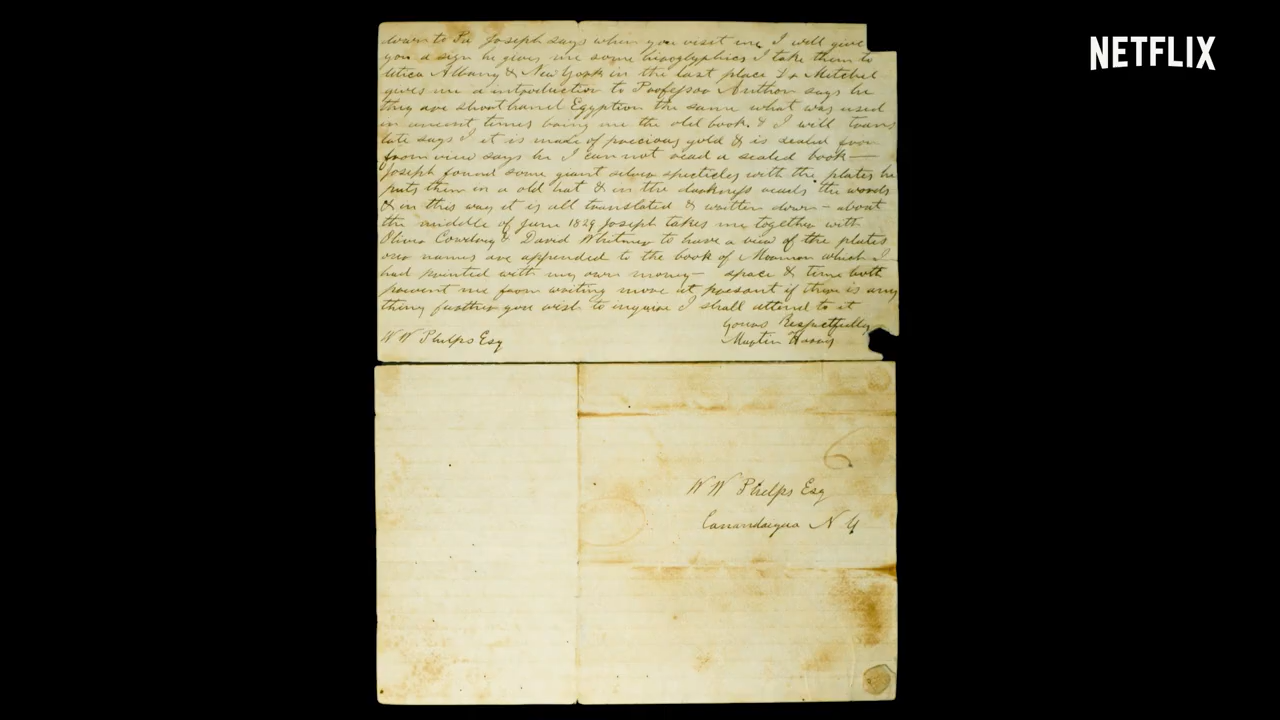 down to Pa Joseph says when you visit me I will give
you a sign he gives me some hiroglyphics I take them to
Utica Albany & New York in the last place Dr Mitchel
gives me a introduction to Professor Anthon says he
they are short hand Egyption the same what was used
in ancient times bring me the old book & I will trans
late says I it is made of precious gold & is sealed from
from view says he I can not read a sealed book—
Joseph found some giant silver specticles with the plates he
puts them in a old hat & in the darkness reads the words
& in this way it is all translated & written down – about
the middle of June 1829 Joseph takes me together with
Oliver Cowdery & David Whitmer to have a view of the plates
our names are appended to the book of Mormon which I
had printed with my own money— space & time both
prevent me from writing more at presant if there is any
thing further you wish to inquire I shall attend to it
Yours Respectfully
W W Phelps Esq Martin Harris
6
W W Phelps Esq
Canandaigua N Y
NETFLIX